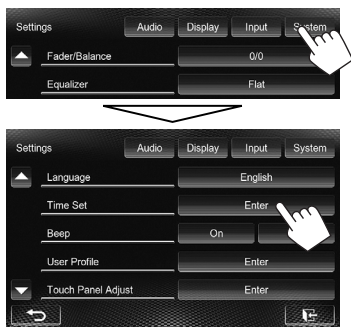 Settings Audio Display Input System
Fader/Balance 0/0
Equalizer Flat
Settings Audio Display Input System
Language English
Time Set Enter
Beep On
User Profile Enter
Touch Panel Adjust Enter